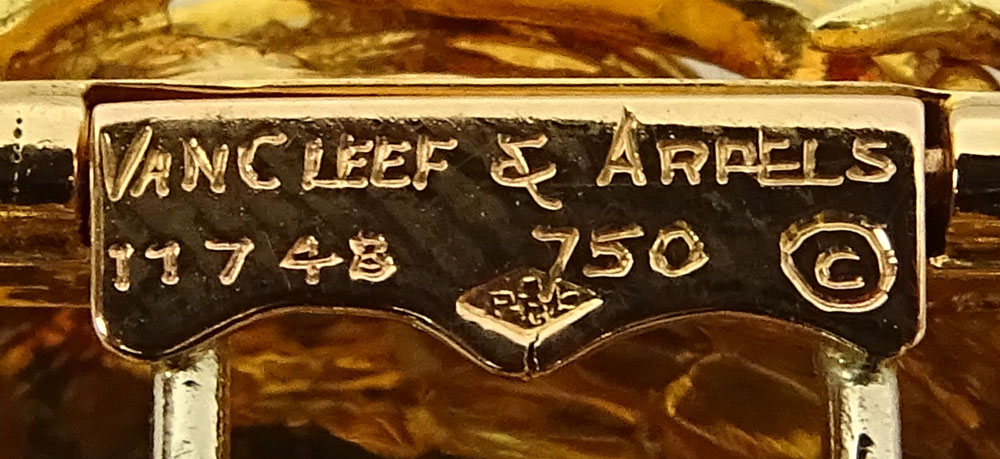 VAN CLEEF & ARPELS
11748 750 ©